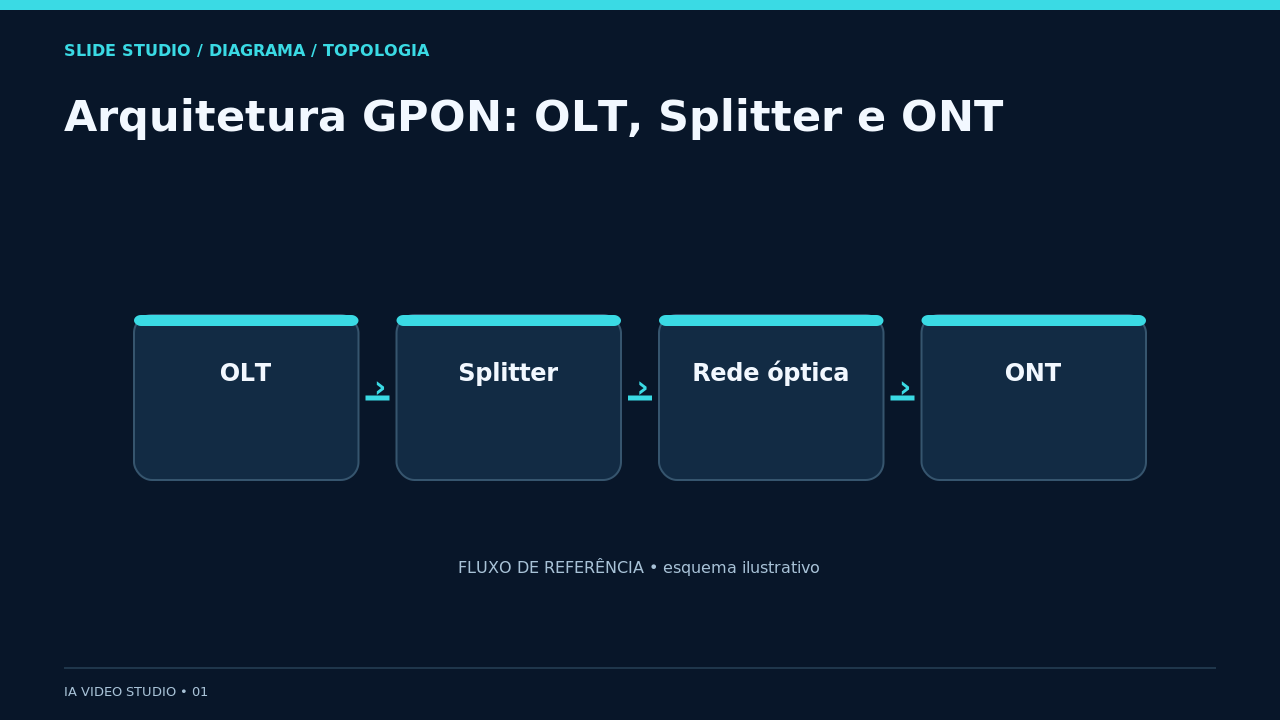 SLIDE STUDIO / DIAGRAMA / TOPOLOGIA
Arquitetura GPON: OLT, Splitter e ONT
OLT › Splitter › Rede óptica › ONT
FLUXO DE REFERÊNCIA • esquema ilustrativo
IA VIDEO STUDIO • 01